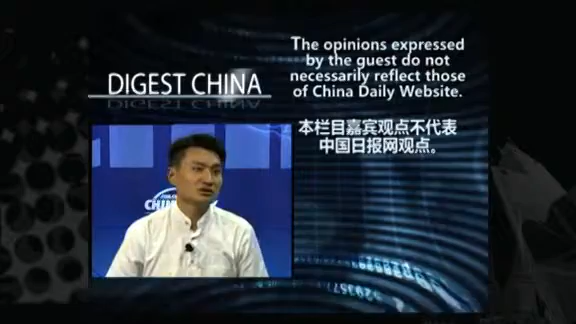 The opinions expressed
by the guest do not
necessarily reflect those
of China Daily Website.
DIGEST CHINA
本栏目嘉宾观点不代表
中国日报网观点。